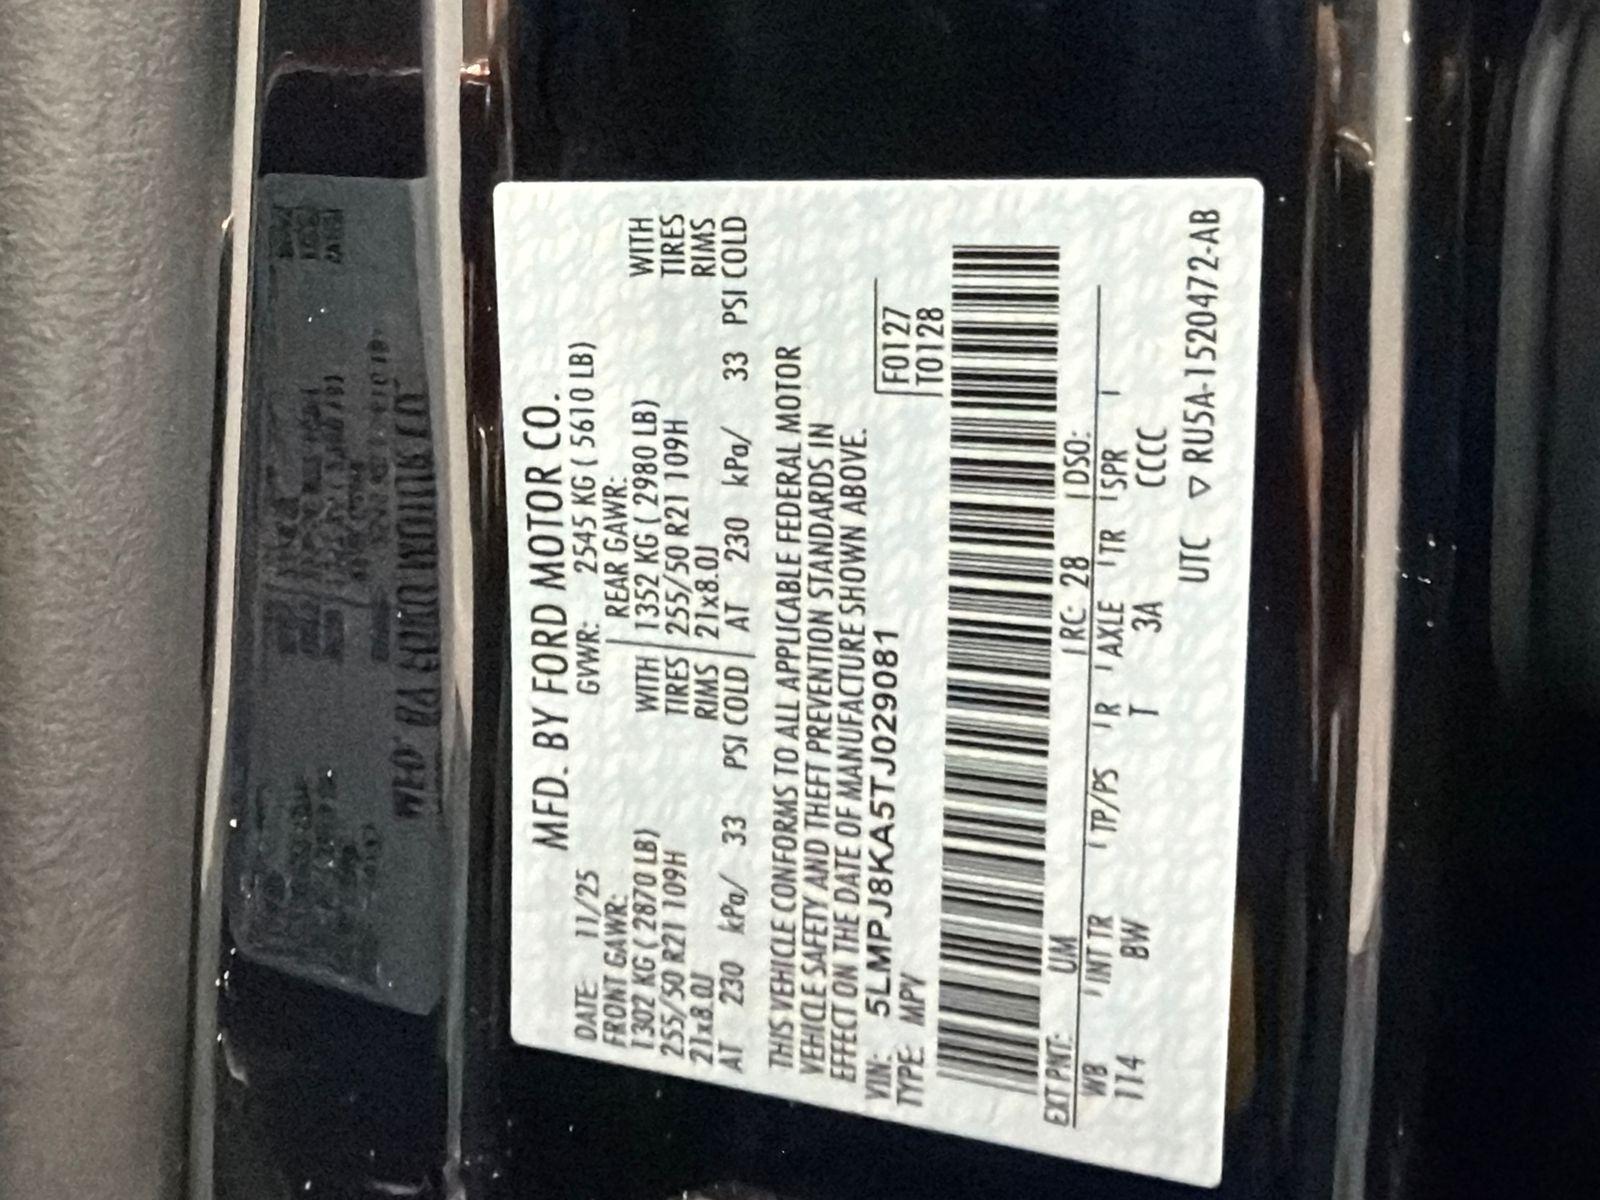 MFD. BY FORD MOTOR CO.
DATE: 11/25 GVWR: 2545 KG ( 5610 LB)
FRONT GAWR: REAR GAWR:
1302 KG ( 2870 LB) WITH 1352 KG ( 2980 LB) WITH
255/50 R21 109H TIRES 255/50 R21 109H TIRES
21x8.0J RIMS 21x8.0J RIMS
AT 230 kPa/ 33 PSI COLD AT 230 kPa/ 33 PSI COLD
THIS VEHICLE CONFORMS TO ALL APPLICABLE FEDERAL MOTOR
VEHICLE SAFETY AND THEFT PREVENTION STANDARDS IN
EFFECT ON THE DATE OF MANUFACTURE SHOWN ABOVE.
VIN: 5LMPJ8KA5TJ029081 F0127
TYPE: MPV T0128
EXT PNT: UM RC: 28 DSO:
WB INT TR TP/PS R AXLE TR SPR
114 8W T 3A CCCC
UTC ▽ RU5A-1520472-AB